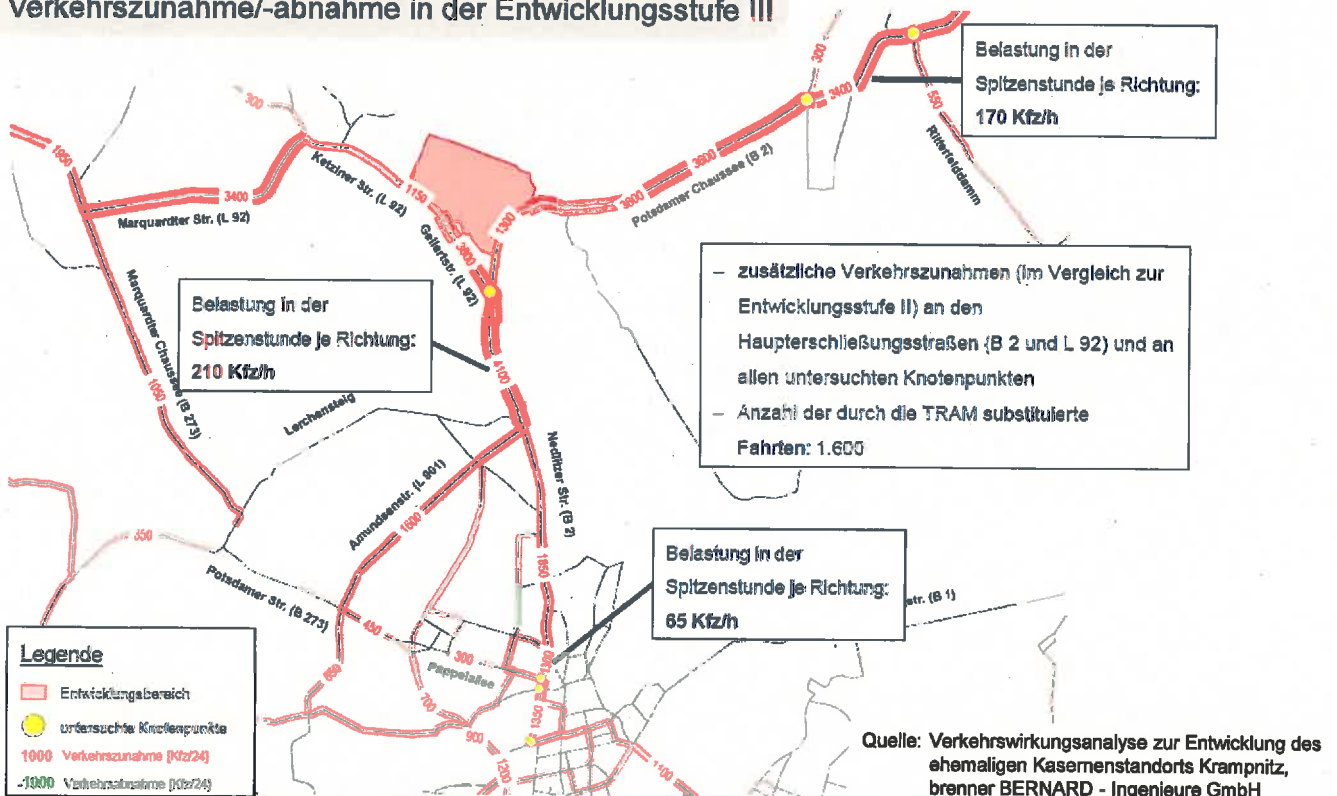 Verkehrszunahme/-abnahme in der Entwicklungsstufe III
Belastung in der
Spitzenstunde je Richtung:
170 Kfz/h
300
3400
550
Ritterfelddamm
3600
3600
Potsdamer Chaussee (B 2)
300
1950
3400
Marquardter Str. (L 92)
Ketziner Str. (L 92)
1150
1300
3800
Gellertstr. (L 92)
– zusätzliche Verkehrszunahmen (im Vergleich zur
Entwicklungsstufe II) an den
Haupterschließungsstraßen (B 2 und L 92) und an
allen untersuchten Knotenpunkten
– Anzahl der durch die TRAM substituierte
Fahrten: 1.600
Belastung in der
Spitzenstunde je Richtung:
210 Kfz/h
Marquardter Chaussee (B 273)
1050
4100
Lerchensteig
Nedlitzer Str. (B 2)
Amundsenstr. (L 901)
1600
1850
350
Potsdamer Str. (B 273)
Belastung in der
Spitzenstunde je Richtung:
65 Kfz/h
str. (B 1)
450
300
Pappelallee
1300
700
1350
900
1200
1100
Legende
Entwicklungsbereich
untersuchte Knotenpunkte
1000 Verkehrszunahme [Kfz/24]
-1000 Verkehrsabnahme [Kfz/24]
Quelle: Verkehrswirkungsanalyse zur Entwicklung des
ehemaligen Kasernenstandorts Krampnitz,
brenner BERNARD - Ingenieure GmbH